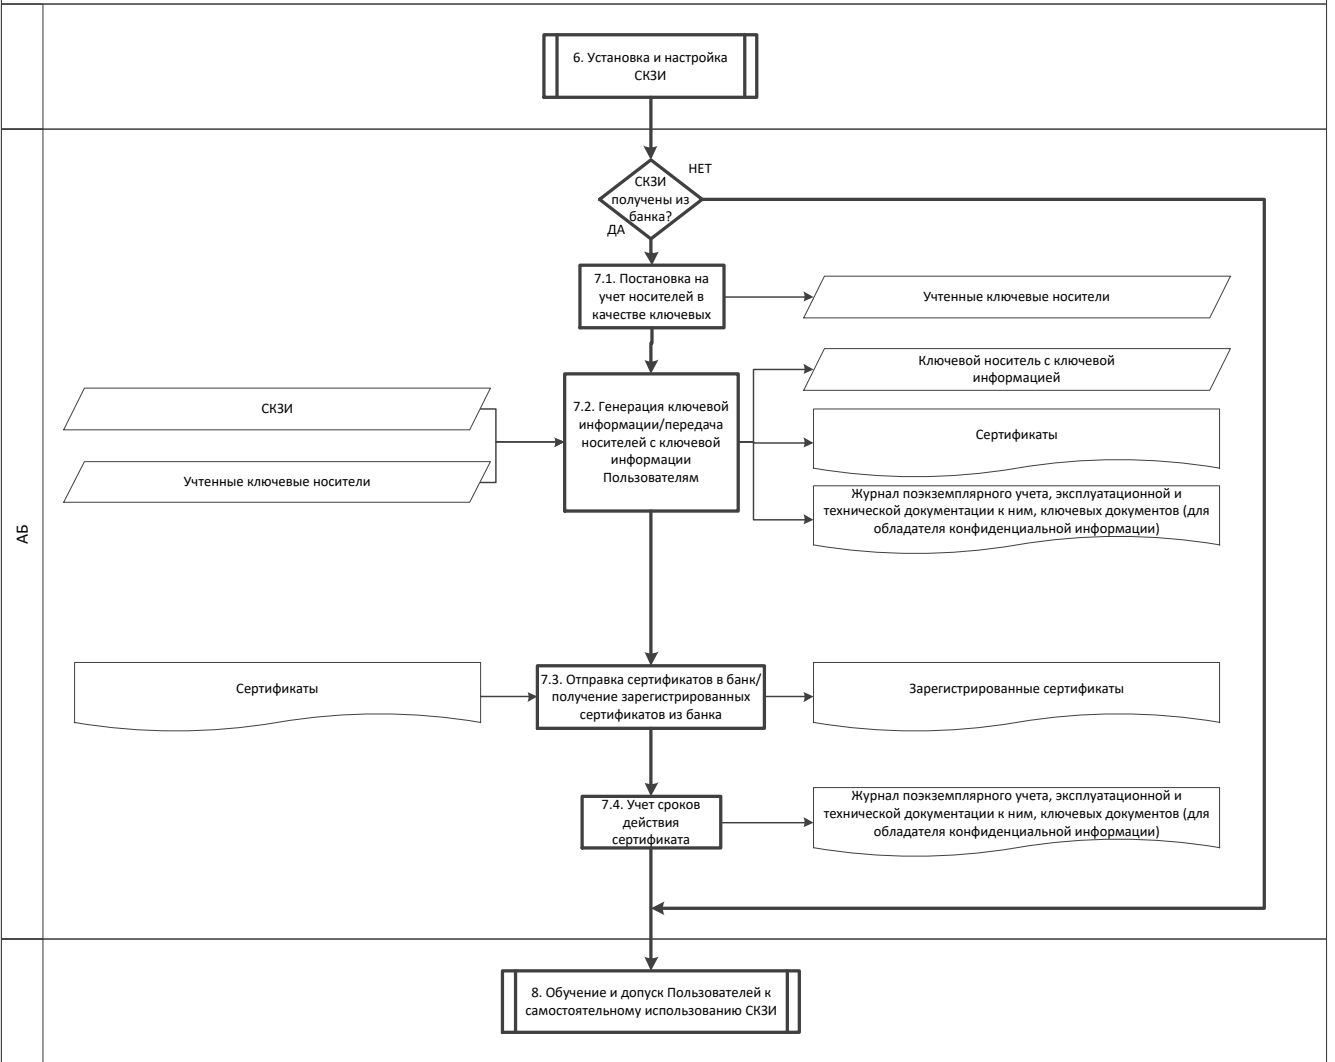 6. Установка и настройка
СКЗИ
НЕТ
СКЗИ
получены из
банка?
ДА
7.1. Постановка на
учет носителей в
качестве ключевых
Учтенные ключевые носители
Ключевой носитель с ключевой
информацией
СКЗИ
7.2. Генерация ключевой
информации/передача
носителей с ключевой
информации
Пользователям
Сертификаты
Учтенные ключевые носители
Журнал поэкземплярного учета, эксплуатационной и
технической документации к ним, ключевых документов (для
обладателя конфиденциальной информации)
АБ
Сертификаты
7.3. Отправка сертификатов в банк/
получение зарегистрированных
сертификатов из банка
Зарегистрированные сертификаты
7.4. Учет сроков
действия
сертификата
Журнал поэкземплярного учета, эксплуатационной и
технической документации к ним, ключевых документов (для
обладателя конфиденциальной информации)
8. Обучение и допуск Пользователей к
самостоятельному использованию СКЗИ